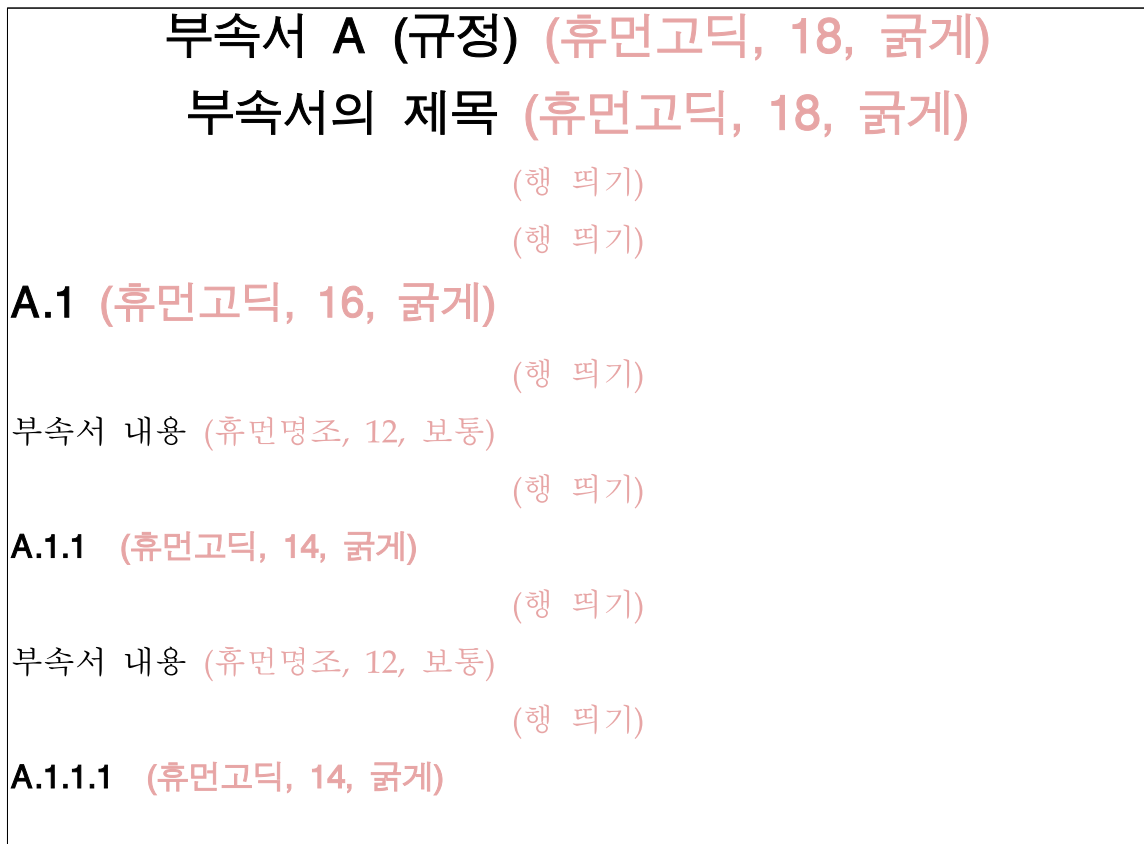 부속서 A (규정) (휴먼고딕, 18, 굵게)
부속서의 제목 (휴먼고딕, 18, 굵게)
(행 띄기)
(행 띄기)
A.1 (휴먼고딕, 16, 굵게)
(행 띄기)
부속서 내용 (휴먼명조, 12, 보통)
(행 띄기)
A.1.1 (휴먼고딕, 14, 굵게)
(행 띄기)
부속서 내용 (휴먼명조, 12, 보통)
(행 띄기)
A.1.1.1 (휴먼고딕, 14, 굵게)